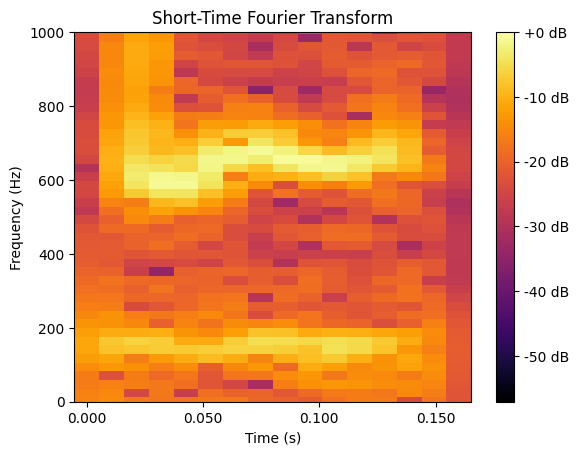 Short-Time Fourier Transform
1000
800
600
400
200
0
Frequency (Hz)
0.000
0.050
0.100
0.150
Time (s)
+0 dB
-10 dB
-20 dB
-30 dB
-40 dB
-50 dB